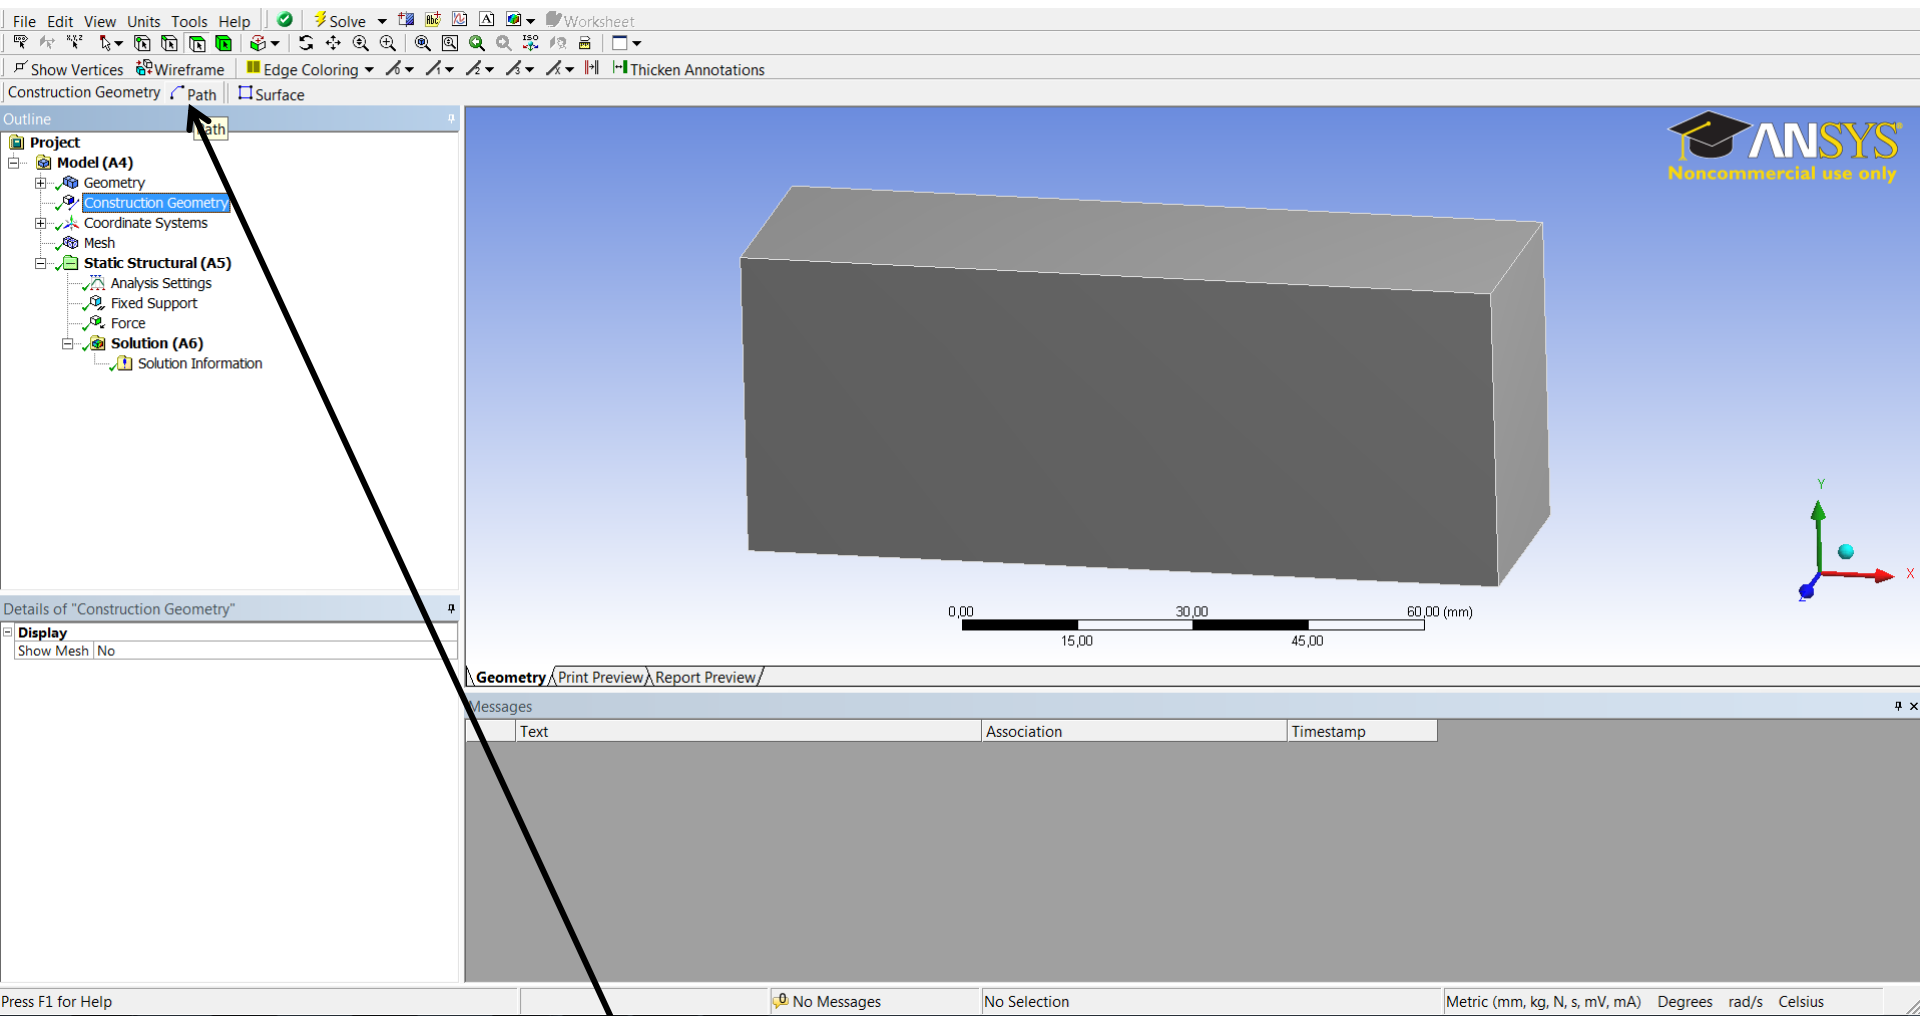 File Edit View Units Tools Help Solve Worksheet
Show Vertices Wireframe Edge Coloring Thicken Annotations
Construction Geometry Path Surface
Outline
Project
Model (A4)
Geometry
Construction Geometry
Coordinate Systems
Mesh
Static Structural (A5)
Analysis Settings
Fixed Support
Force
Solution (A6)
Solution Information
ANSYS
Noncommercial use only
Y
X
Z
0,00 30,00 60,00 (mm)
15,00 45,00
Details of "Construction Geometry"
Display
Show Mesh No
Geometry Print Preview Report Preview
Messages
Text Association Timestamp
Press F1 for Help No Messages No Selection Metric (mm, kg, N, s, mV, mA) Degrees rad/s Celsius